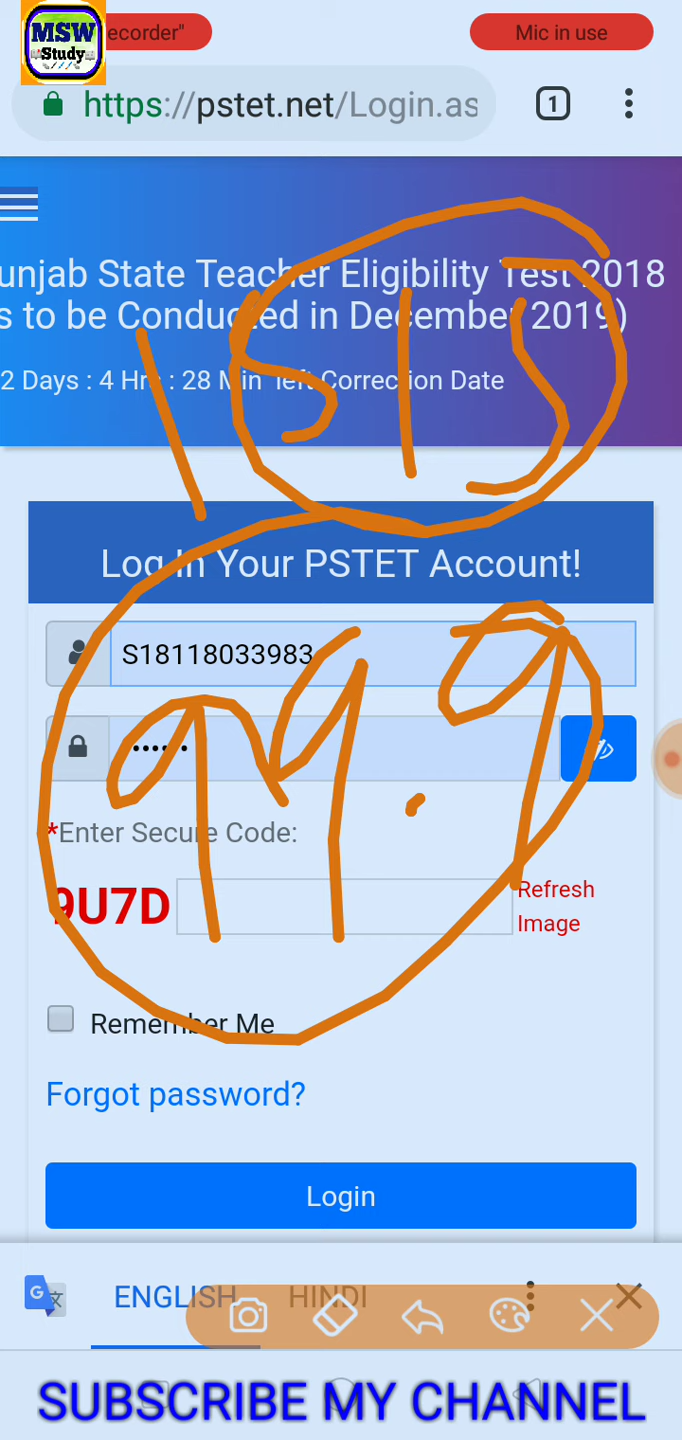 MSW
Study
ecorder"
Mic in use
https://pstet.net/Login.as
1
unjab State Teacher Eligibility Test 2018
s to be Conducted in December 2019)
2 Days : 4 Hrs : 28 Min left Correction Date
Log In Your PSTET Account!
S18118033983
*Enter Secure Code:
9U7D
Refresh
Image
Remember Me
Forgot password?
Login
ENGLISH
HINDI
SUBSCRIBE MY CHANNEL